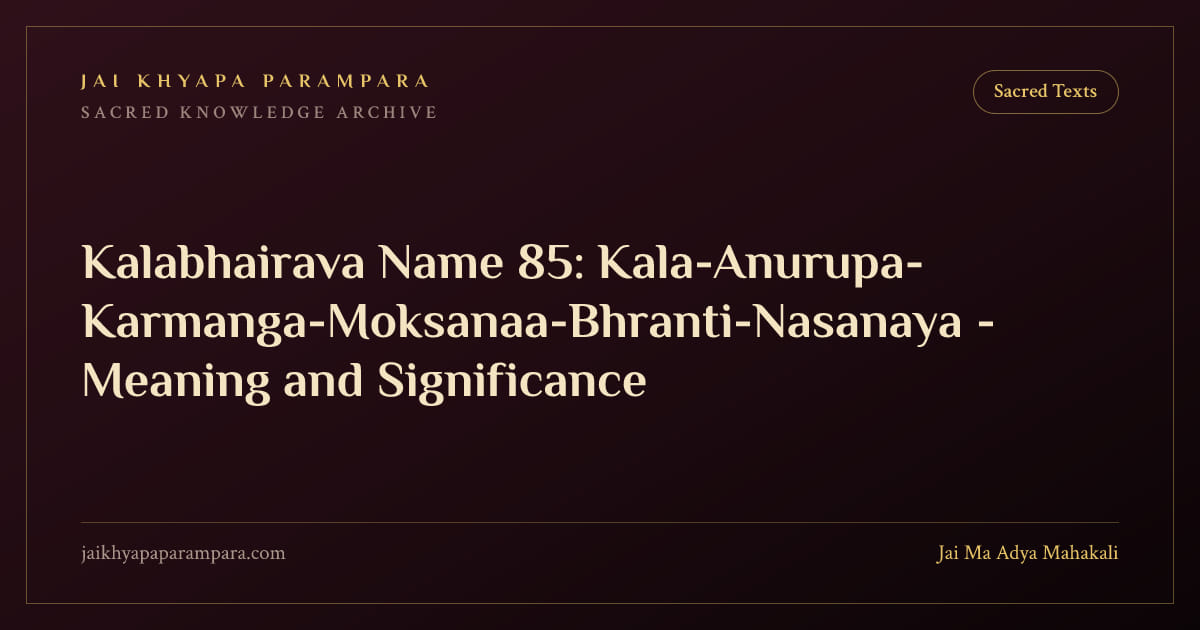 JAI KHYAPA PARAMPARA
SACRED KNOWLEDGE ARCHIVE
Sacred Texts
Kalabhairava Name 85: Kala-Anurupa-
Karmanga-Moksanaa-Bhranti-Nasanaya -
Meaning and Significance
jaikhyapaparampara.com
Jai Ma Adya Mahakali